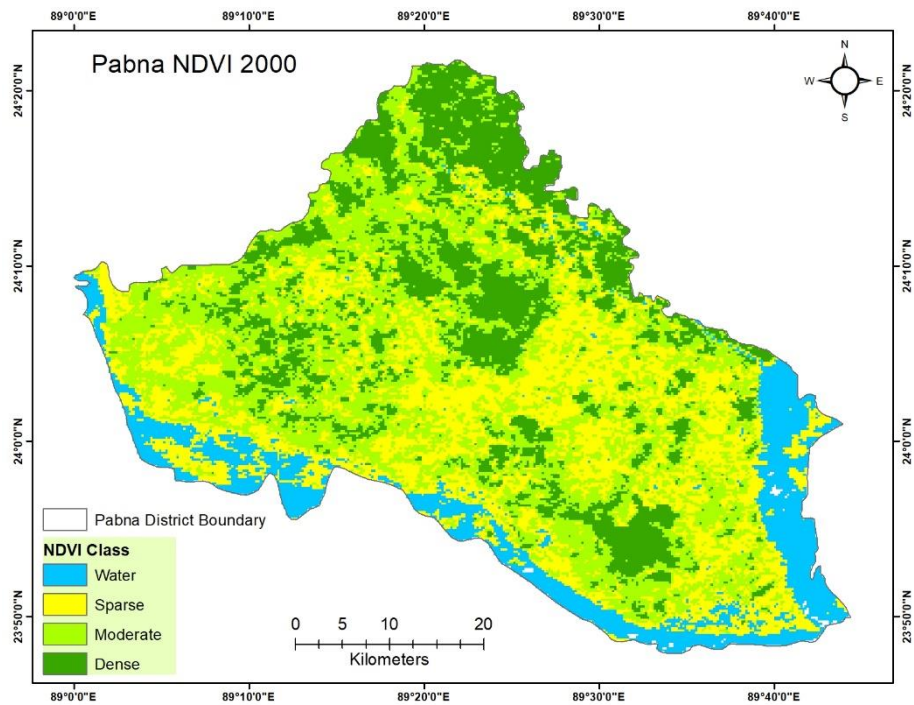 89°0'0"E 89°10'0"E 89°20'0"E 89°30'0"E 89°40'0"E
Pabna NDVI 2000
N
W E
S
24°20'0"N 24°20'0"N
24°10'0"N 24°10'0"N
24°0'0"N 24°0'0"N
23°50'0"N 23°50'0"N
Pabna District Boundary
NDVI Class
Water
Sparse
Moderate
Dense
0 5 10 20
Kilometers
89°0'0"E 89°10'0"E 89°20'0"E 89°30'0"E 89°40'0"E